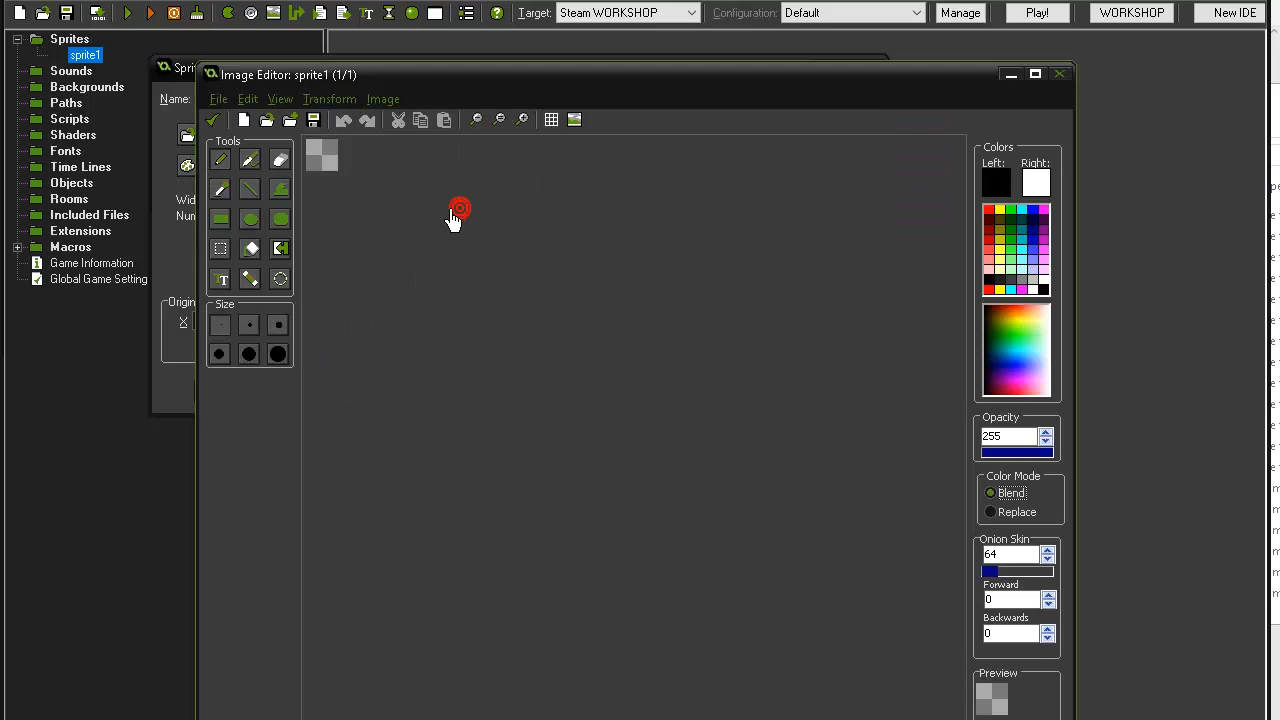 Target: Steam WORKSHOP Configuration: Default Manage Play! WORKSHOP New IDE
Sprites
sprite1
Sounds
Backgrounds
Paths
Scripts
Shaders
Fonts
Time Lines
Objects
Rooms
Included Files
Extensions
Macros
Game Information
Global Game Setting
Name:
Origin
X
Image Editor: sprite1 (1/1)
File Edit View Transform Image
Tools
Size
Colors
Left: Right:
Opacity
255
Color Mode
Blend
Replace
Onion Skin
64
Forward
0
Backwards
0
Preview